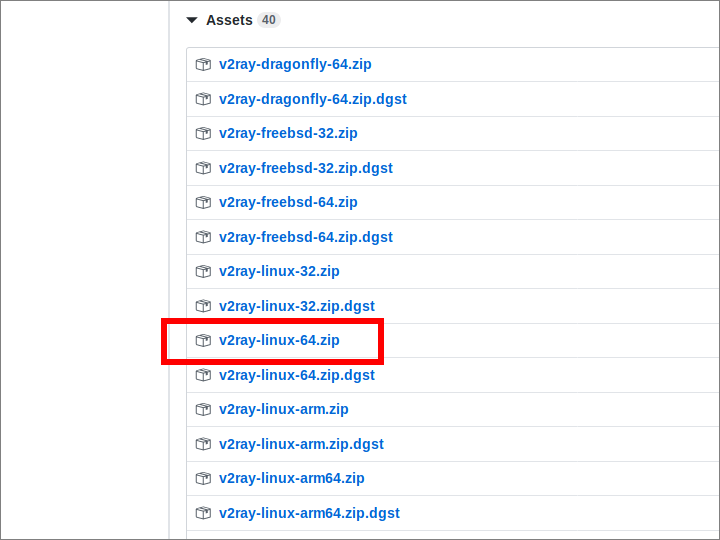 Assets 40
v2ray-dragonfly-64.zip
v2ray-dragonfly-64.zip.dgst
v2ray-freebsd-32.zip
v2ray-freebsd-32.zip.dgst
v2ray-freebsd-64.zip
v2ray-freebsd-64.zip.dgst
v2ray-linux-32.zip
v2ray-linux-32.zip.dgst
v2ray-linux-64.zip
v2ray-linux-64.zip.dgst
v2ray-linux-arm.zip
v2ray-linux-arm.zip.dgst
v2ray-linux-arm64.zip
v2ray-linux-arm64.zip.dgst